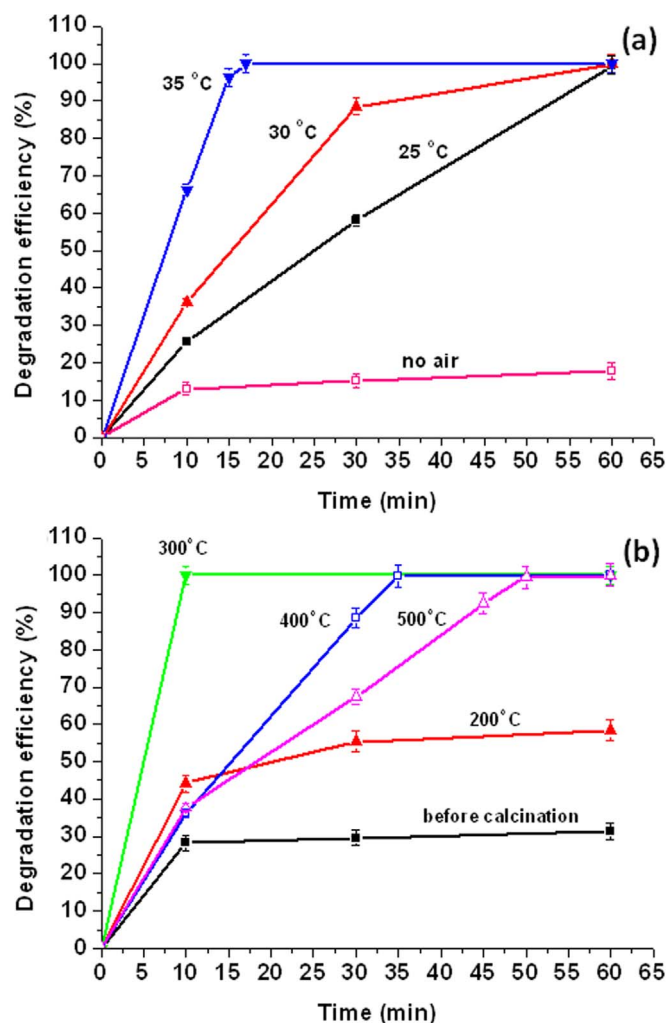 (a)
Degradation efficiency (%)
110
100
90
80
70
60
50
40
30
20
10
0
35 °C
30 °C
25 °C
no air
0 5 10 15 20 25 30 35 40 45 50 55 60 65
Time (min)
(b)
Degradation efficiency (%)
110
100
90
80
70
60
50
40
30
20
10
0
300°C
400°C
500°C
200°C
before calcination
0 5 10 15 20 25 30 35 40 45 50 55 60 65
Time (min)